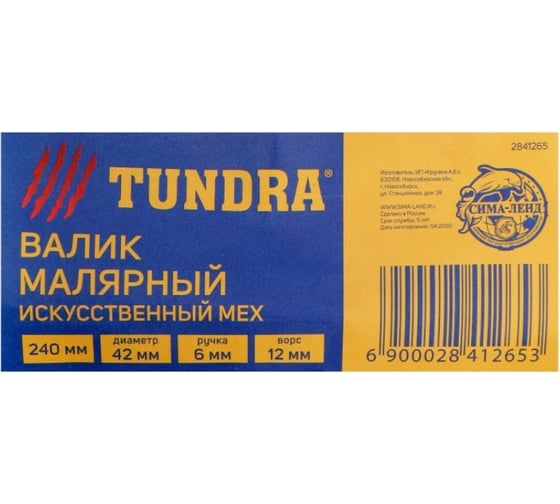 TUNDRA®
ВАЛИК
МАЛЯРНЫЙ
ИСКУССТВЕННЫЙ МЕХ
240 мм
диаметр
42 мм
ручка
6 мм
ворс
12 мм
2841265
Изготовитель: ИП «Кручина А.В.»,
630108, Новосибирская обл.,
г. Новосибирск,
ул. Станционная, дом 38.
WWW.SIMA-LAND.RU
Сделано в России
Срок службы: 5 лет
Дата изготовления: 04.2020
СИМА-ЛЕНД
6 900028 412653